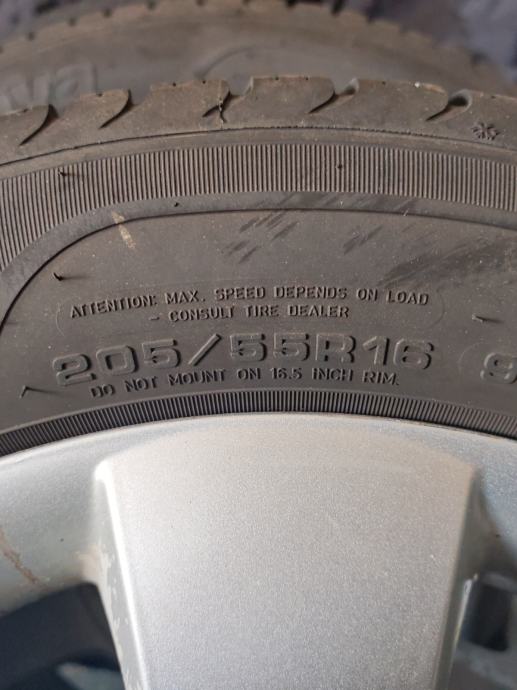 ATTENTION: MAX. SPEED DEPENDS ON LOAD
- CONSULT TIRE DEALER
205/55R16 9
DO NOT MOUNT ON 16.5 INCH RIM.